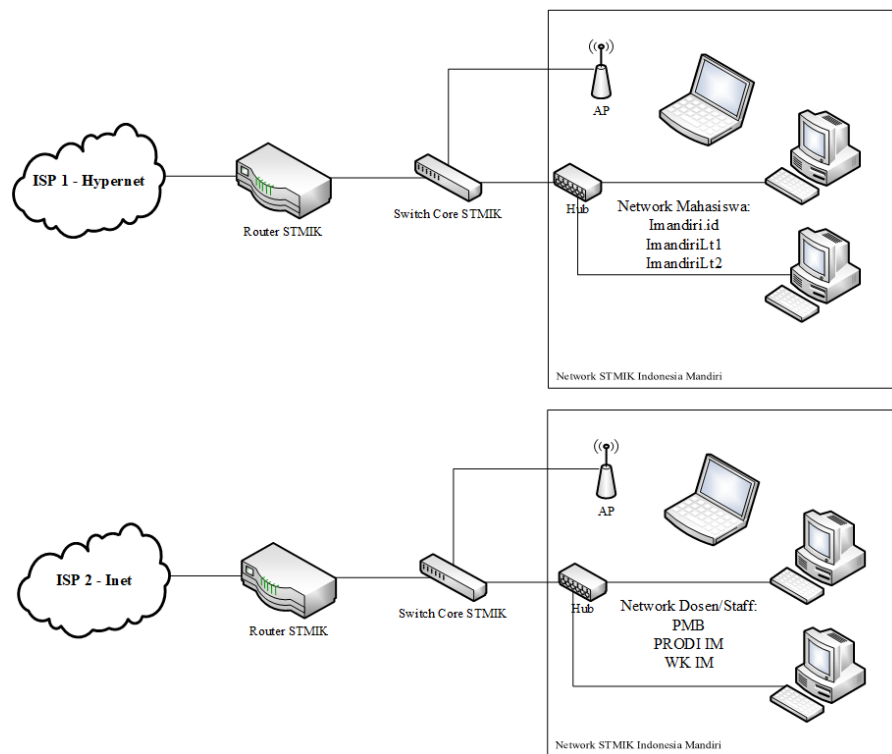 AP
ISP 1 - Hypernet
Router STMIK
Switch Core STMIK
Hub
Network Mahasiswa:
Imandiri.id
ImandiriLt1
ImandiriLt2
Network STMIK Indonesia Mandiri
AP
ISP 2 - Inet
Router STMIK
Switch Core STMIK
Hub
Network Dosen/Staff:
PMB
PRODI IM
WK IM
Network STMIK Indonesia Mandiri